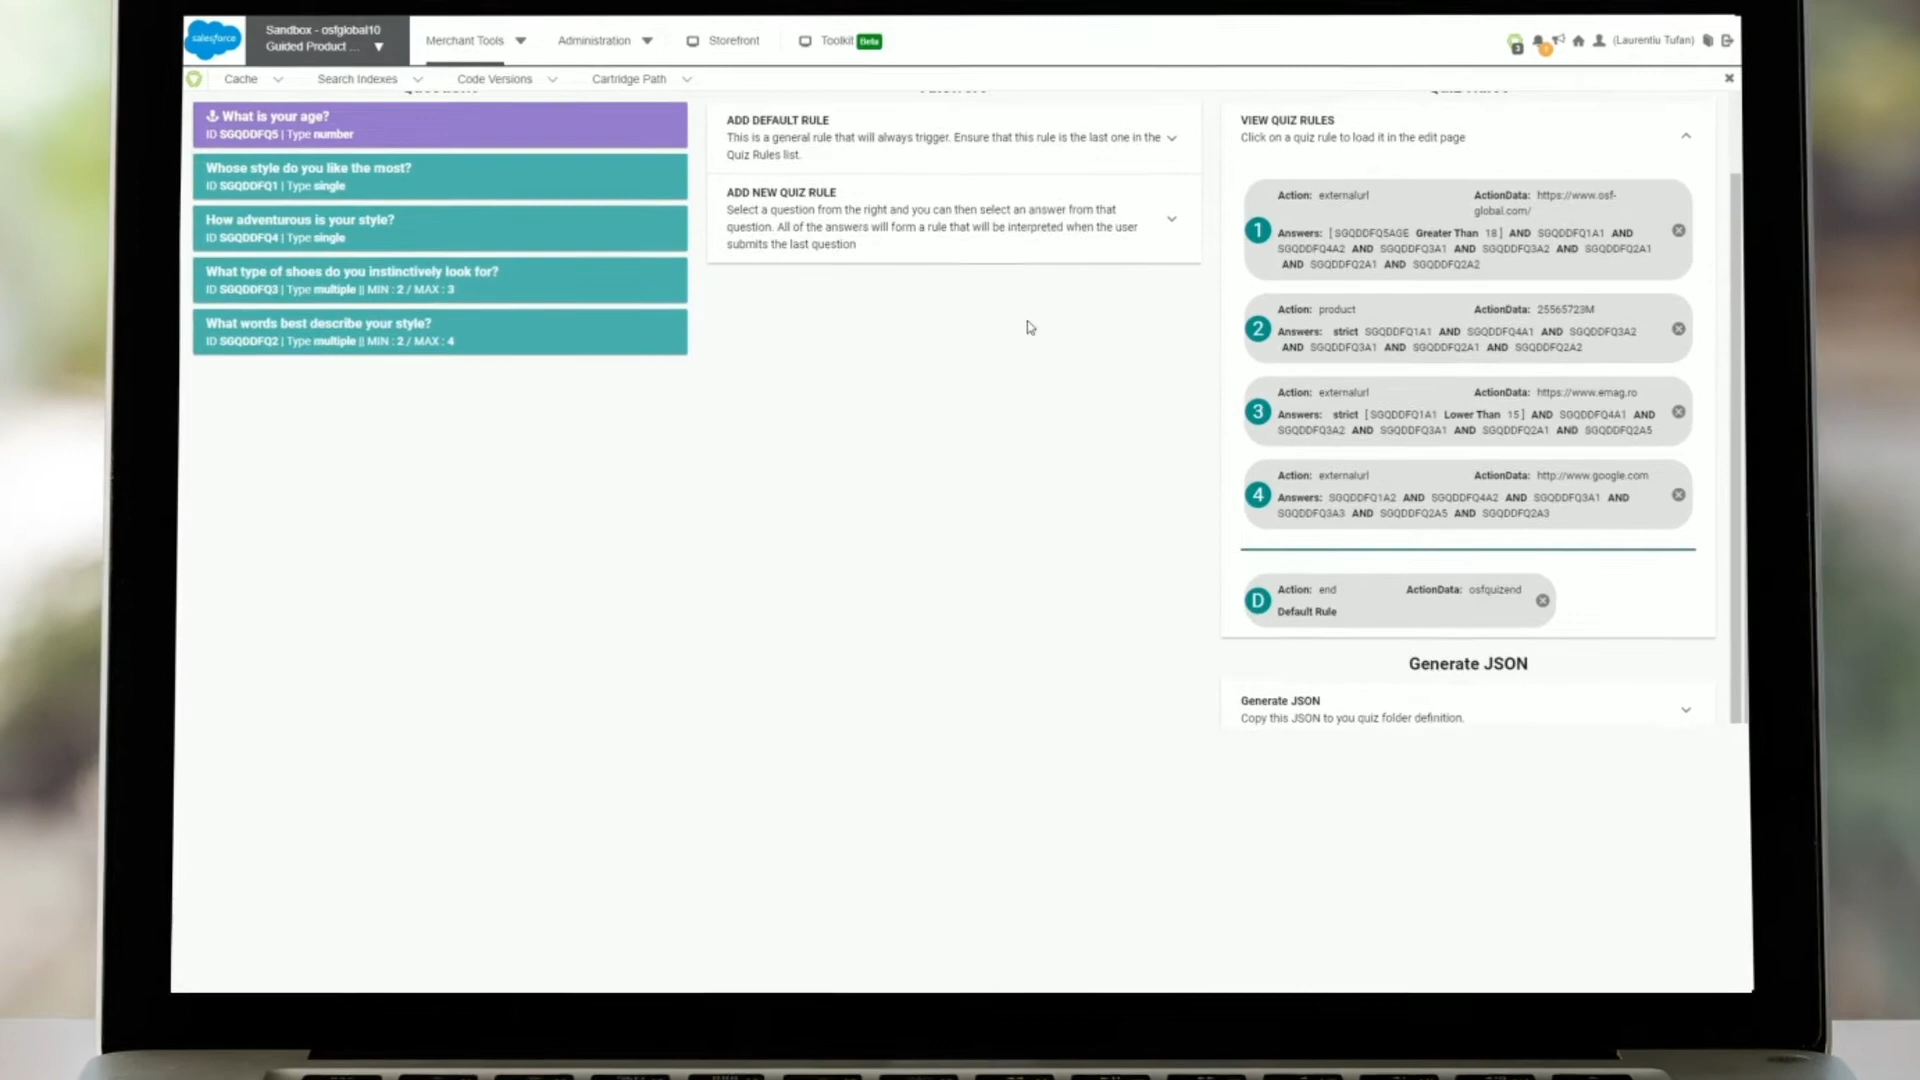 salesforce
Sandbox - osfglobal10
Guided Product ...
Merchant Tools
Administration
Storefront
Toolkit Beta
3
(Laurentiu Tufan)
Cache
Search Indexes
Code Versions
Cartridge Path
What is your age?
ID SGQDDFQ5 | Type number
Whose style do you like the most?
ID SGQDDFQ1 | Type single
How adventurous is your style?
ID SGQDDFQ4 | Type single
What type of shoes do you instinctively look for?
ID SGQDDFQ3 | Type multiple || MIN : 2 / MAX : 3
What words best describe your style?
ID SGQDDFQ2 | Type multiple || MIN : 2 / MAX : 4
ADD DEFAULT RULE
This is a general rule that will always trigger. Ensure that this rule is the last one in the
Quiz Rules list.
ADD NEW QUIZ RULE
Select a question from the right and you can then select an answer from that
question. All of the answers will form a rule that will be interpreted when the user
submits the last question
VIEW QUIZ RULES
Click on a quiz rule to load it in the edit page
1
Action: externalurl ActionData: https://www.osf-
global.com/
Answers: [SGQDDFQ5AGE Greater Than 18] AND SGQDDFQ1A1 AND
SGQDDFQ4A2 AND SGQDDFQ3A1 AND SGQDDFQ3A2 AND SGQDDFQ2A1
AND SGQDDFQ2A1 AND SGQDDFQ2A2
2
Action: product ActionData: 25565723M
Answers: strict SGQDDFQ1A1 AND SGQDDFQ4A1 AND SGQDDFQ3A2
AND SGQDDFQ3A1 AND SGQDDFQ2A1 AND SGQDDFQ2A2
3
Action: externalurl ActionData: https://www.emag.ro
Answers: strict [SGQDDFQ1A1 Lower Than 15] AND SGQDDFQ4A1 AND
SGQDDFQ3A2 AND SGQDDFQ3A1 AND SGQDDFQ2A1 AND SGQDDFQ2A5
4
Action: externalurl ActionData: http://www.google.com
Answers: SGQDDFQ1A2 AND SGQDDFQ4A2 AND SGQDDFQ3A1 AND
SGQDDFQ3A3 AND SGQDDFQ2A5 AND SGQDDFQ2A3
D
Action: end ActionData: osfquizend
Default Rule
Generate JSON
Generate JSON
Copy this JSON to you quiz folder definition.